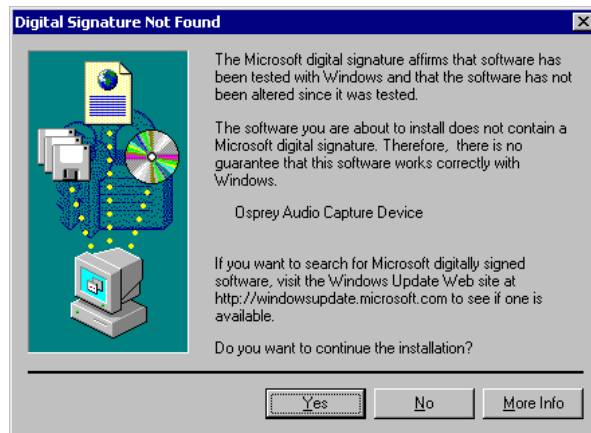 Digital Signature Not Found
The Microsoft digital signature affirms that software has
been tested with Windows and that the software has not
been altered since it was tested.
The software you are about to install does not contain a
Microsoft digital signature. Therefore, there is no
guarantee that this software works correctly with
Windows.
Osprey Audio Capture Device
If you want to search for Microsoft digitally signed
software, visit the Windows Update Web site at
http://windowsupdate.microsoft.com to see if one is
available.
Do you want to continue the installation?
Yes
No
More Info